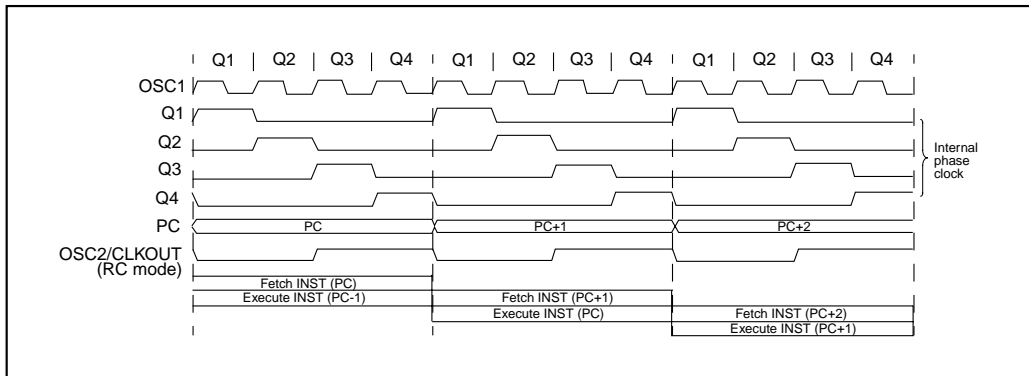 Q1 | Q2 | Q3 | Q4 | Q1 | Q2 | Q3 | Q4 | Q1 | Q2 | Q3 | Q4
OSC1
Q1
Q2
Q3
Q4
Internal
phase
clock
PC PC PC+1 PC+2
OSC2/CLKOUT
(RC mode)
Fetch INST (PC)
Execute INST (PC-1) Fetch INST (PC+1)
Execute INST (PC) Fetch INST (PC+2)
Execute INST (PC+1)